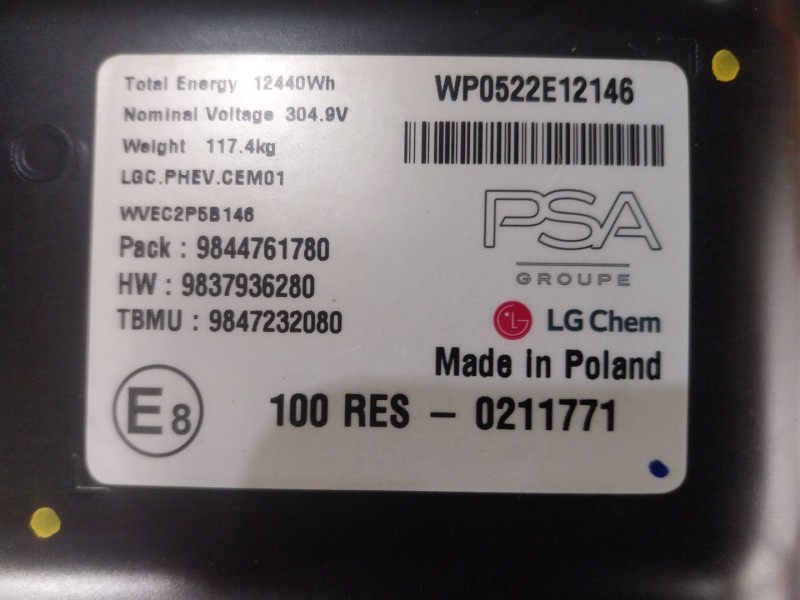 Total Energy 12440Wh
Nominal Voltage 304.9V
Weight 117.4kg
LGC.PHEV.CEM01
WVEC2P5B146
Pack : 9844761780
HW : 9837936280
TBMU : 9847232080
E8
WP0522E12146
PSA
GROUPE
LG Chem
Made in Poland
100 RES – 0211771